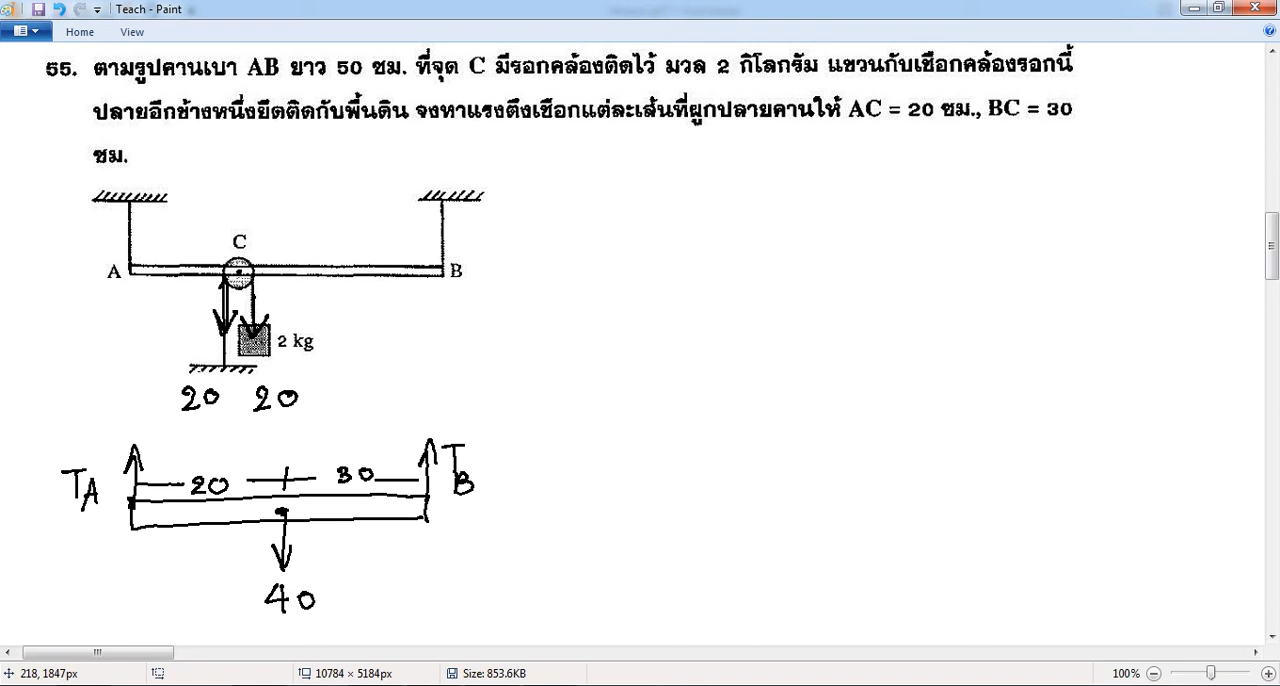 Teach - Paint
Home View
55. ตามรูปคานเบา AB ยาว 50 ซม. ที่จุด C มีรอกคล้องติดไว้ มวล 2 กิโลกรัม แขวนกับเชือกคล้องรอกนี้
ปลายอีกข้างหนึ่งยึดติดกับพื้นดิน จงหาแรงตึงเชือกแต่ละเส้นที่ผูกปลายคานให้ AC = 20 ซม., BC = 30
ซม.
C
A B
2 kg
20 20
TA 20 30 TB
40
218, 1847px 10784 × 5184px Size: 853.6KB 100%